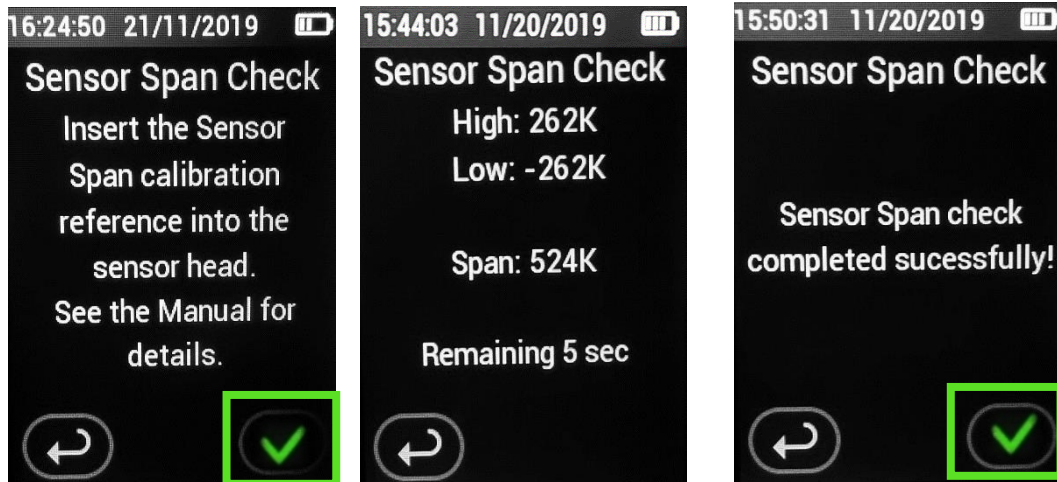 16:24:50 21/11/2019
Sensor Span Check
Insert the Sensor
Span calibration
reference into the
sensor head.
See the Manual for
details.
15:44:03 11/20/2019
Sensor Span Check
High: 262K
Low: -262K
Span: 524K
Remaining 5 sec
15:50:31 11/20/2019
Sensor Span Check
Sensor Span check
completed sucessfully!